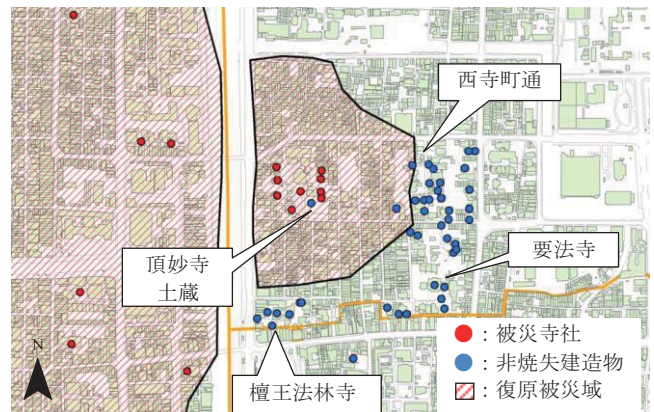 西寺町通
頂妙寺
土蔵
要法寺
檀王法林寺
N
：被災寺社
：非焼失建造物
：復原被災域